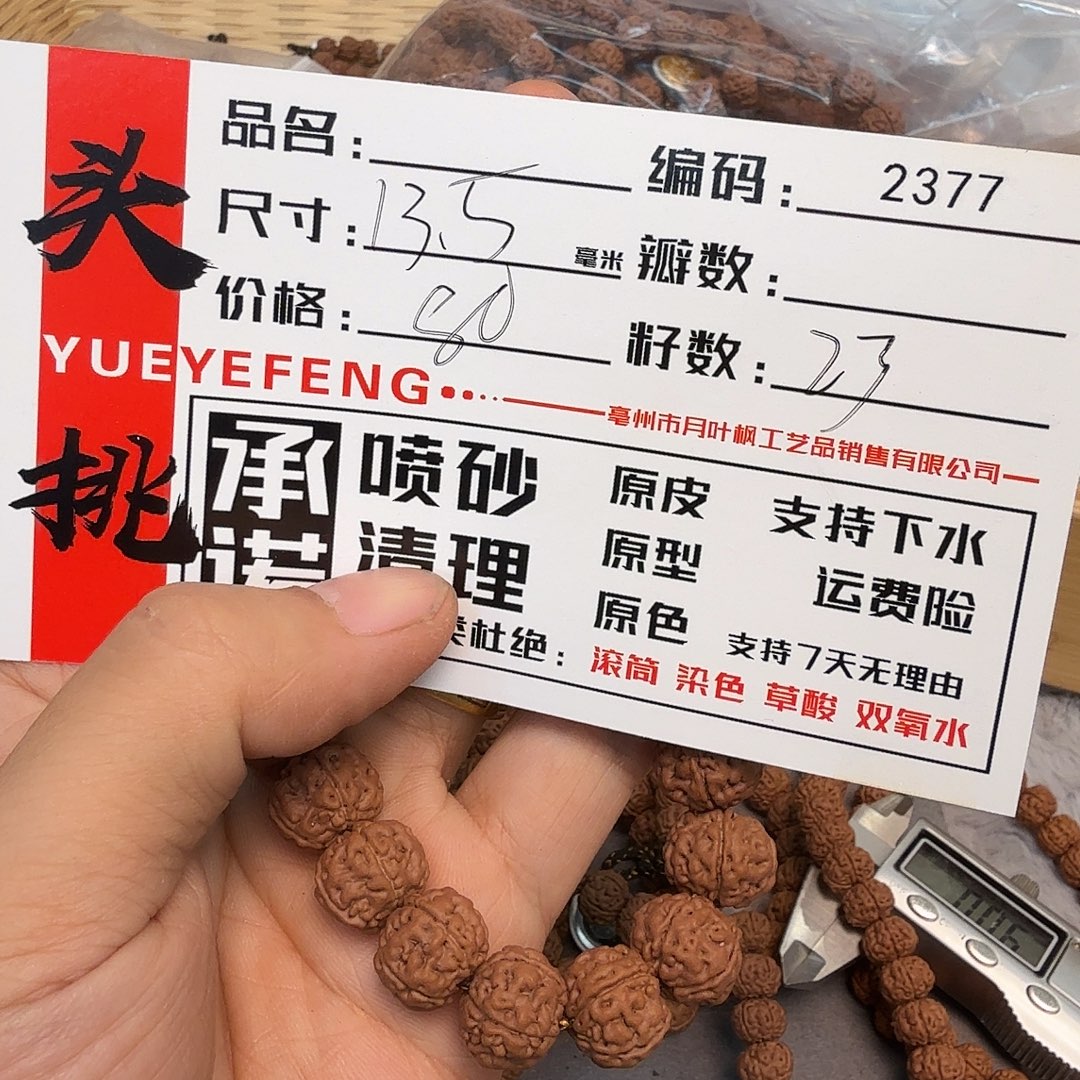 头挑
品名：
编码：2377
尺寸：13.5毫米
瓣数：
价格：80
籽数：23
YUEYEFENG
亳州市月叶枫工艺品销售有限公司
承诺
喷砂
清理
原皮
原型
原色
支持下水
运费险
支持7天无理由
杜绝：滚筒 染色 草酸 双氧水